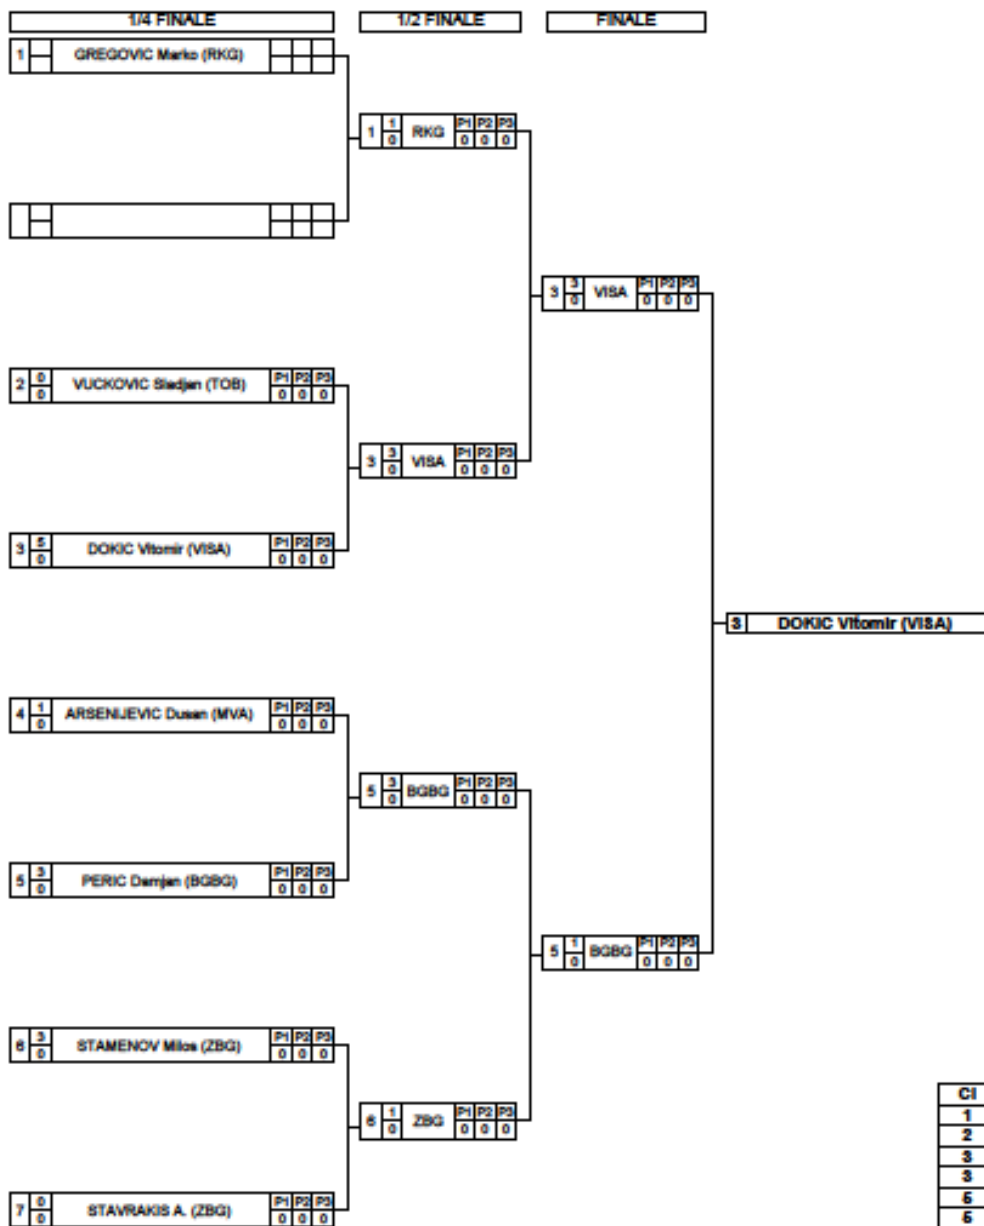 1/4 FINALE 1/2 FINALE FINALE
1 GREGOVIC Marko (RKG)
1 1 RKG P1 P2 P3
0 0 0 0
3 3 VISA P1 P2 P3
0 0 0 0
2 0 VUCKOVIC Sladjan (TOB) P1 P2 P3
0 0 0 0
3 3 VISA P1 P2 P3
0 0 0 0
3 5 DOKIC Vitomir (VISA) P1 P2 P3
0 0 0 0
3 DOKIC Vitomir (VISA)
4 1 ARSENIJEVIC Dusan (MVA) P1 P2 P3
0 0 0 0
5 3 BGBG P1 P2 P3
0 0 0 0
5 3 PERIC Damjan (BGBG) P1 P2 P3
0 0 0 0
5 1 BGBG P1 P2 P3
0 0 0 0
6 3 STAMENOV Milos (ZBG) P1 P2 P3
0 0 0 0
6 1 ZBG P1 P2 P3
0 0 0 0
7 0 STAVRAKIS A. (ZBG) P1 P2 P3
0 0 0 0
Cl
1
2
3
3
5
5